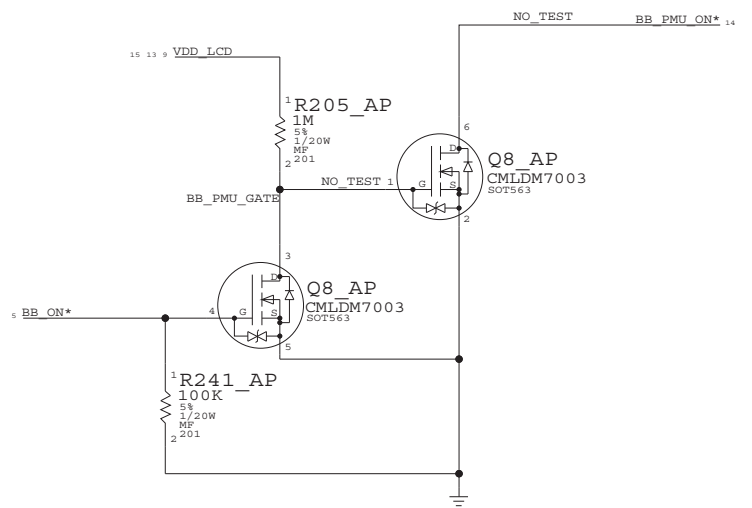 NO_TEST
BB_PMU_ON* 14
15 13 9 VDD_LCD
1 R205_AP
1M
5%
1/20W
MF
2 201
6
D
Q8_AP
CMLDM7003
SOT563
NO_TEST 1
G
S
2
BB_PMU_GATE
3
D
Q8_AP
CMLDM7003
SOT563
5 BB_ON*
4
G
S
5
1 R241_AP
100K
5%
1/20W
MF
2 201